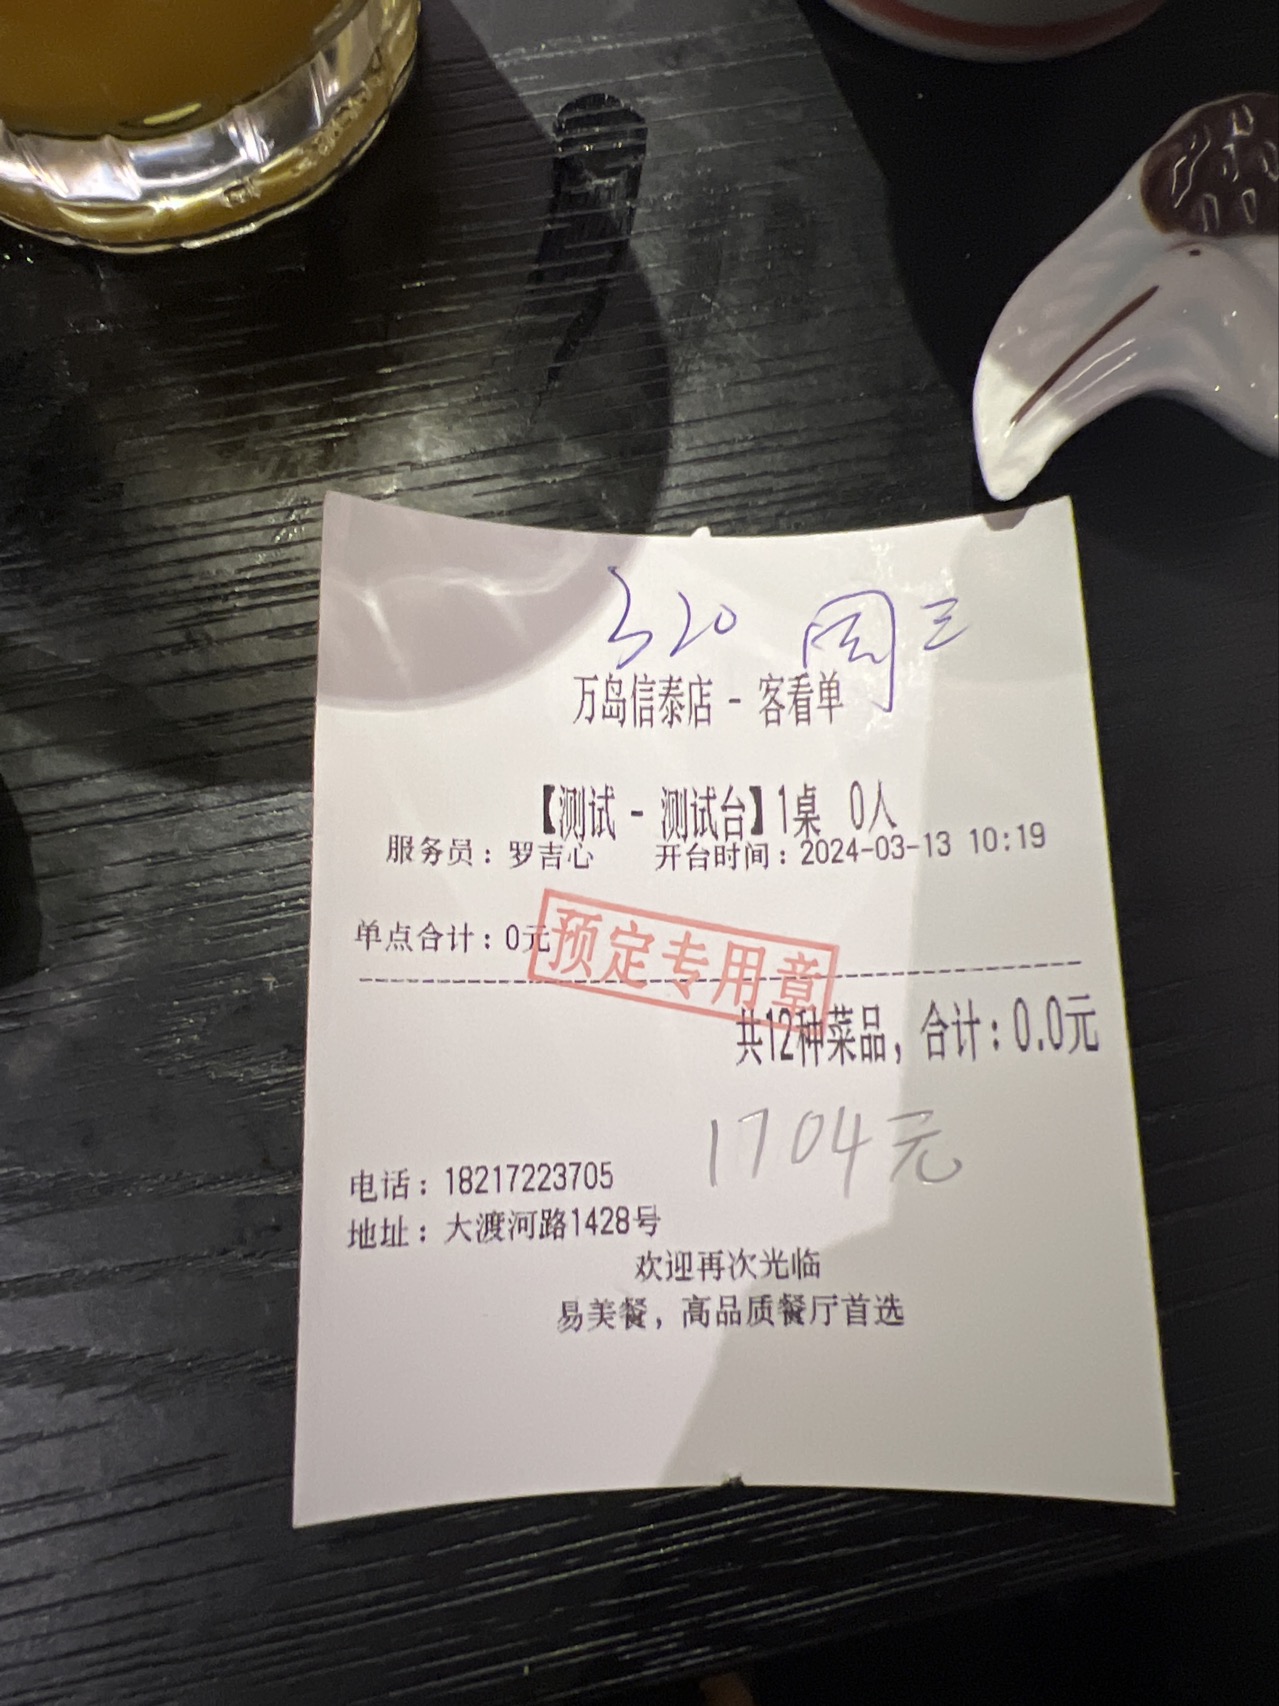 320 周三
万岛信泰店 - 客看单
【测试 - 测试台】1桌 0人
服务员：罗吉心 开台时间：2024-03-13 10:19
单点合计：0元
预定专用章
共12种菜品，合计：0.0元
1704元
电话：18217223705
地址：大渡河路1428号
欢迎再次光临
易美餐，高品质餐厅首选